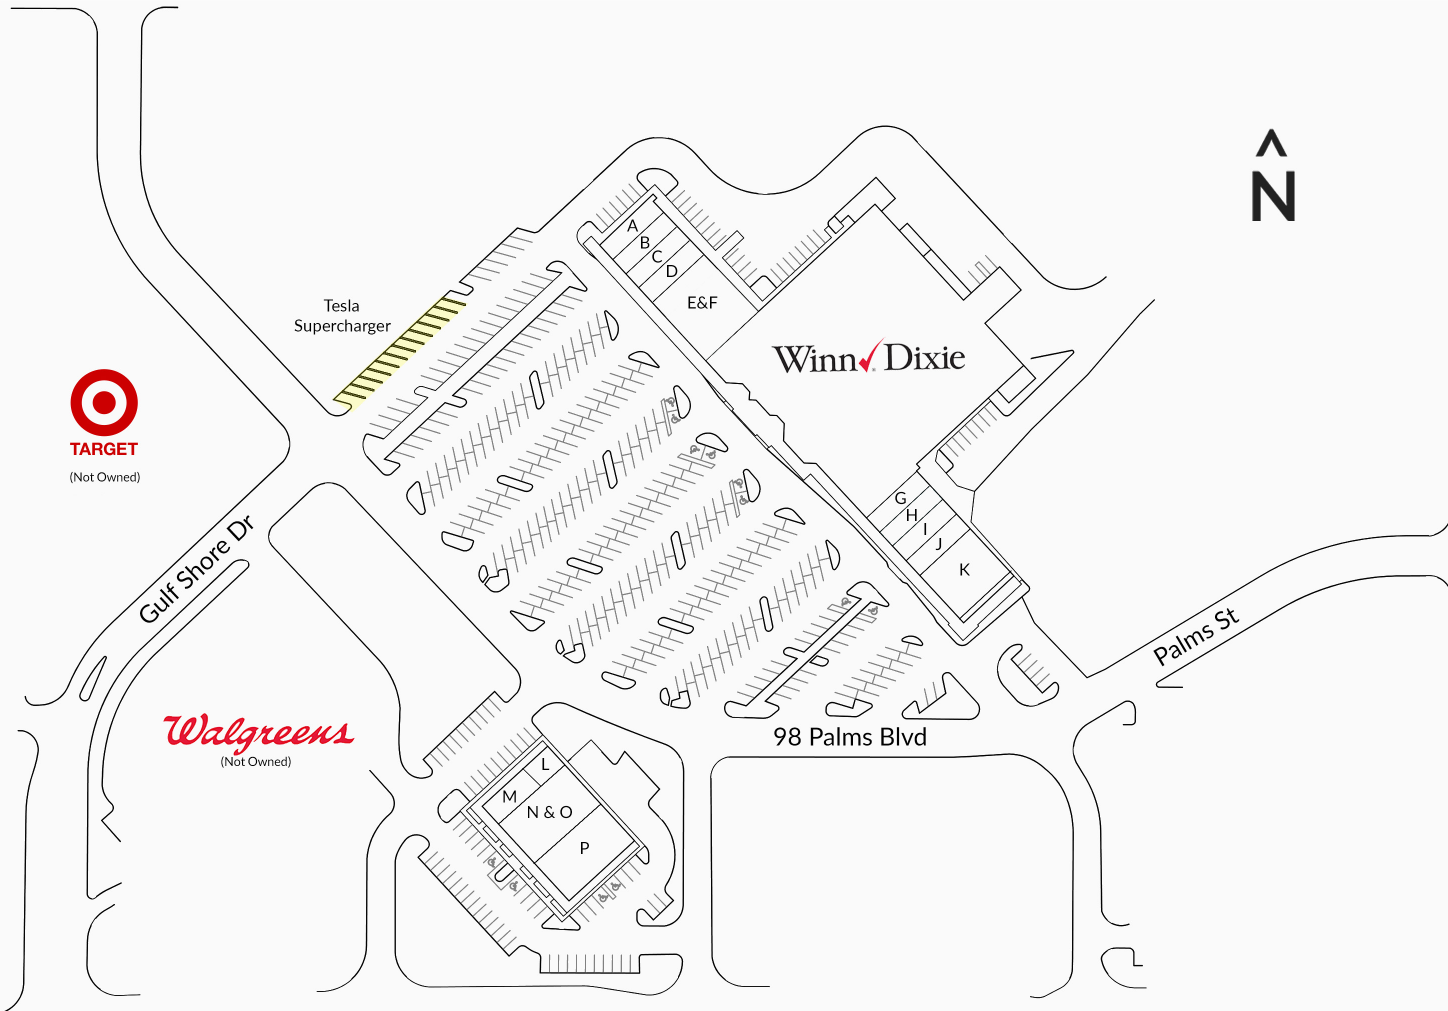 N
A
B
C
D
E&F
Tesla
Supercharger
Winn Dixie
TARGET
(Not Owned)
G
H
I
J
K
Gulf Shore Dr
Palms St
Walgreens
(Not Owned)
98 Palms Blvd
L
M
N & O
P